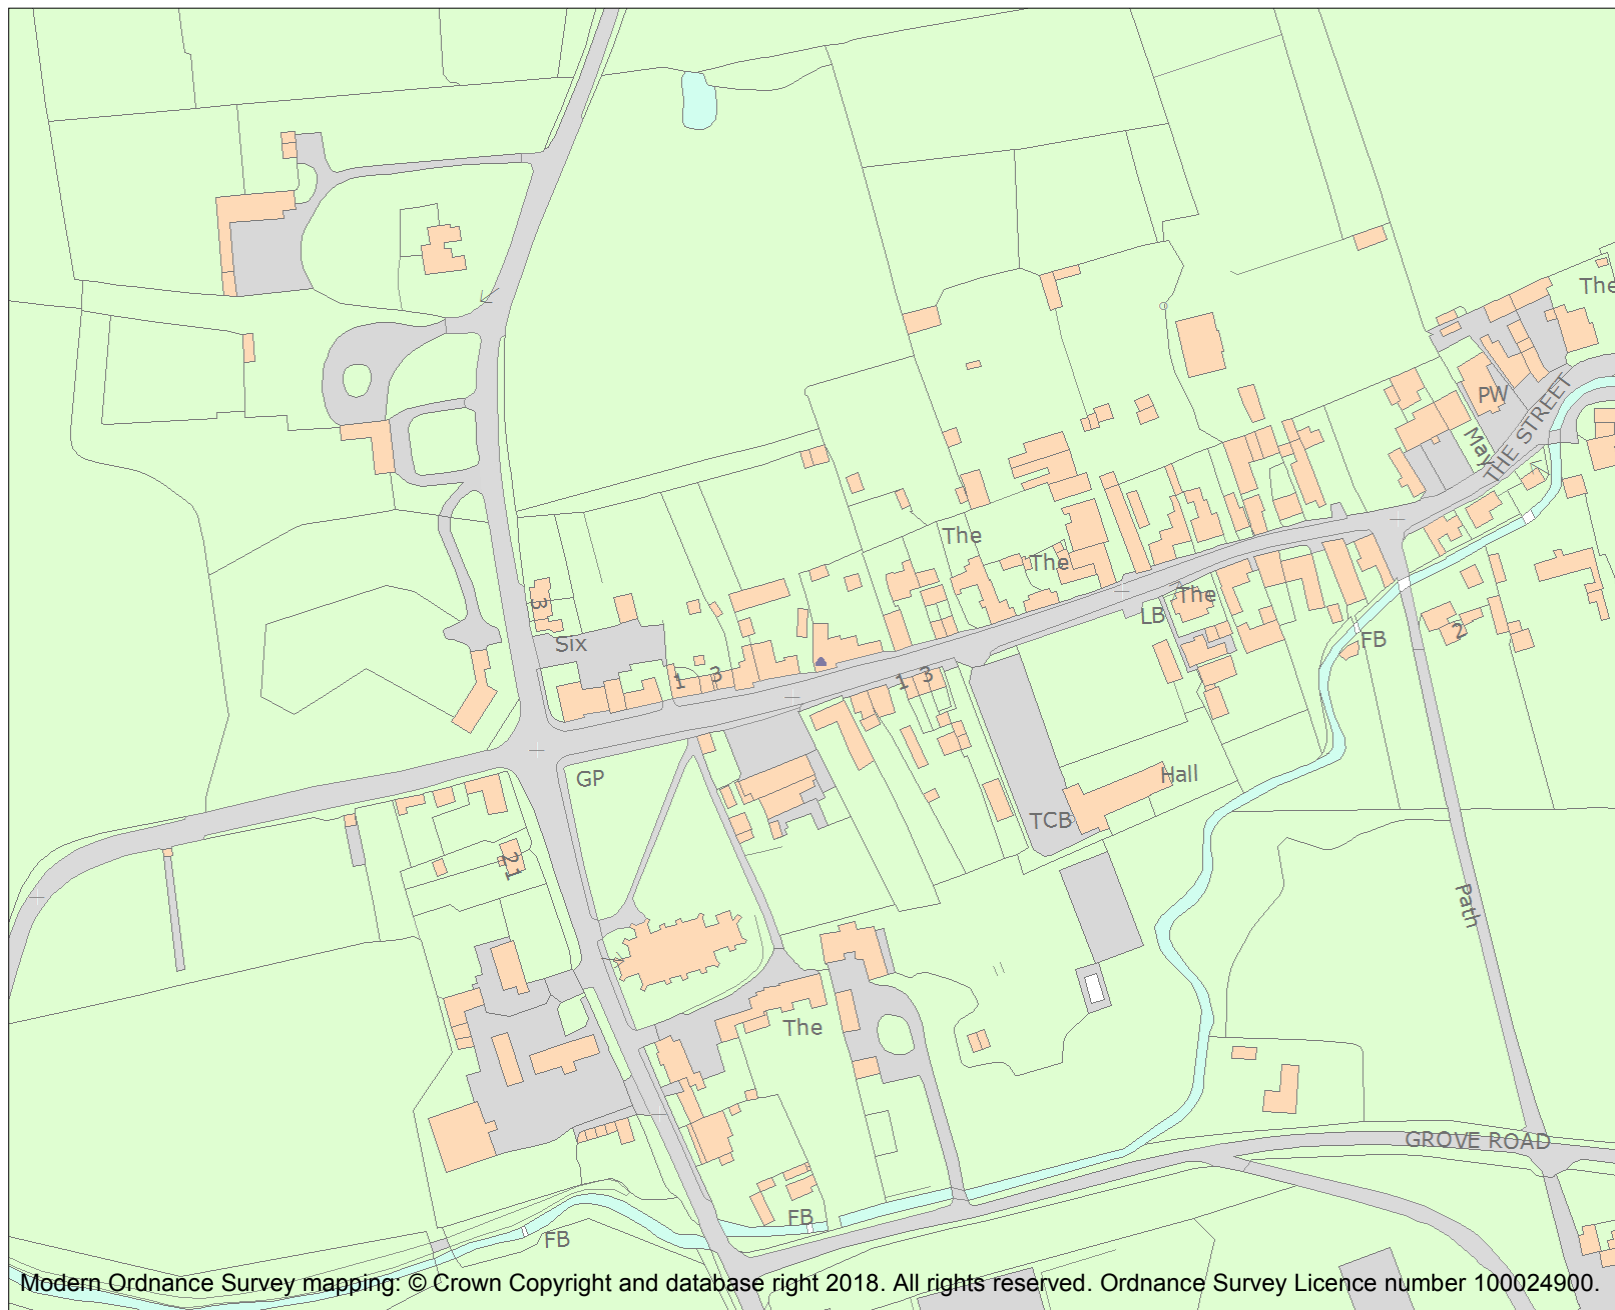 The
PW
THE STREET
May
The
The
3
The
LB
Six
2
FB
1
3
1
3
GP
Hall
TCB
21
Path
The
GROVE ROAD
FB
FB
Modern Ordnance Survey mapping: © Crown Copyright and database right 2018. All rights reserved. Ordnance Survey Licence number 100024900.